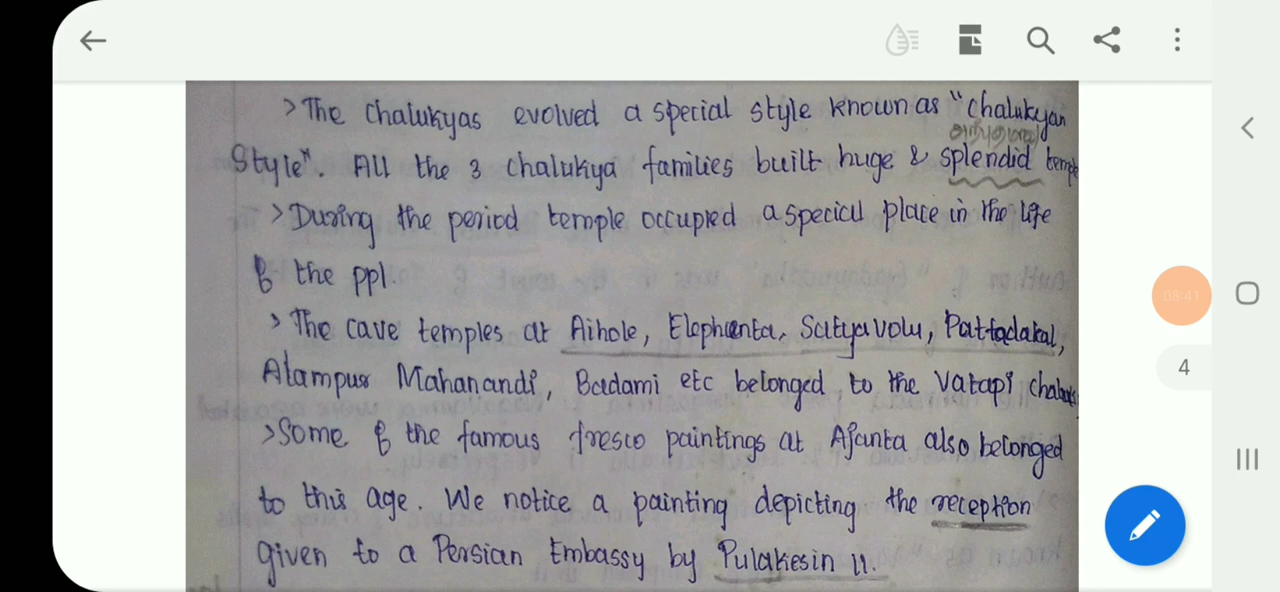 > The Chalukyas evolved a special style known as "Chalukyan
Style". All the 3 chalukya families built huge & splendid
> During the period temple occupied a special place in the life
of the ppl.
> The cave temples at Aihole, Elephanta, Satyavolu, Pattadakal,
Alampur Mahanandi, Badami etc belonged to the Vatapi
> Some of the famous fresco paintings at Ajanta also belonged
to this age. We notice a painting depicting the reception
given to a Persian Embassy by Pulakesin II.
08:41
4